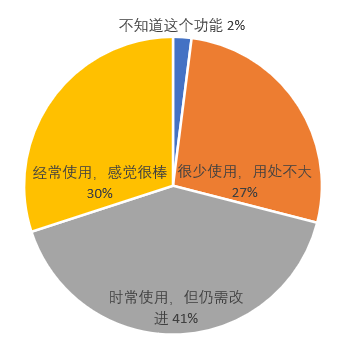 不知道这个功能 2%
经常使用，感觉很棒
30%
很少使用，用处不大
27%
时常使用，但仍需改
进 41%